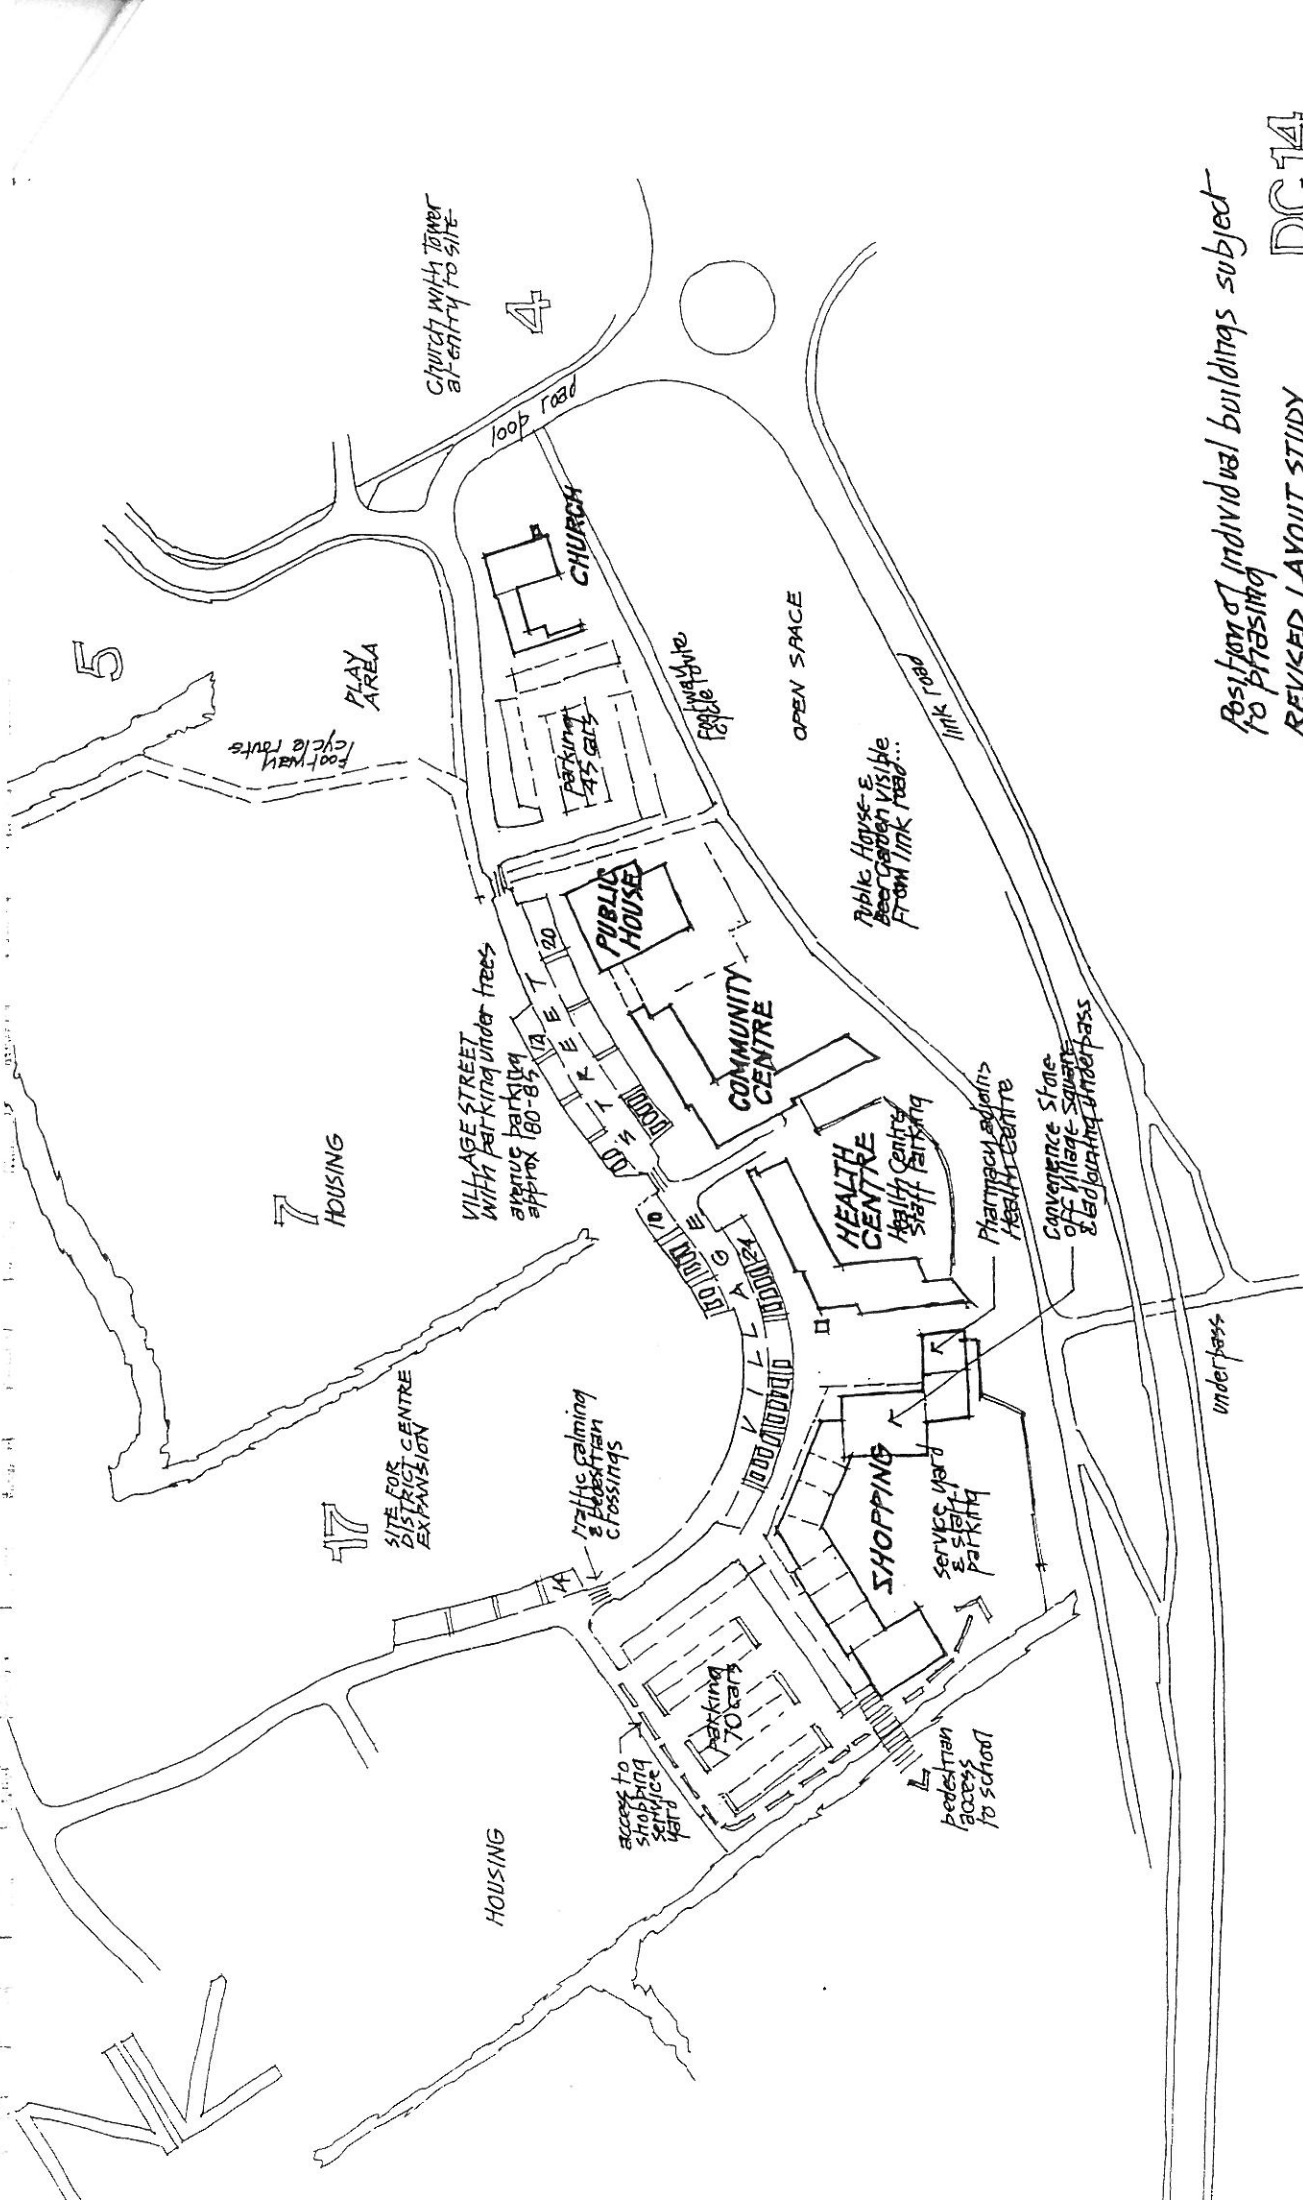 Church with Tower
at entry to site
4
5
loop road
CHURCH
PLAY
AREA
Footway
cycle route
parking
45 cars
Footway
cycle route
OPEN SPACE
link road
Public House &
Beer Garden visible
From link road...
PUBLIC
HOUSE
VILLAGE STREET
with parking under trees
avenue parking
approx 80-85
20
12
VILLAGE STREET
COMMUNITY
CENTRE
7
HOUSING
10
24
HEALTH
CENTRE
Health Centre
Staff Parking
Pharmacy adjoins
Health Centre
Convenience Store
off Village Square
& adjoining underpass
underpass
17
SITE FOR
DISTRICT CENTRE
EXPANSION
traffic calming
& pedestrian
crossings
14
SHOPPING
service yard
& staff
parking
parking
70 cars
access to
shopping
service
yard
pedestrian
access
to school
HOUSING
N
Position of individual buildings subject
to phasing
REVISED LAYOUT STUDY
DC 14